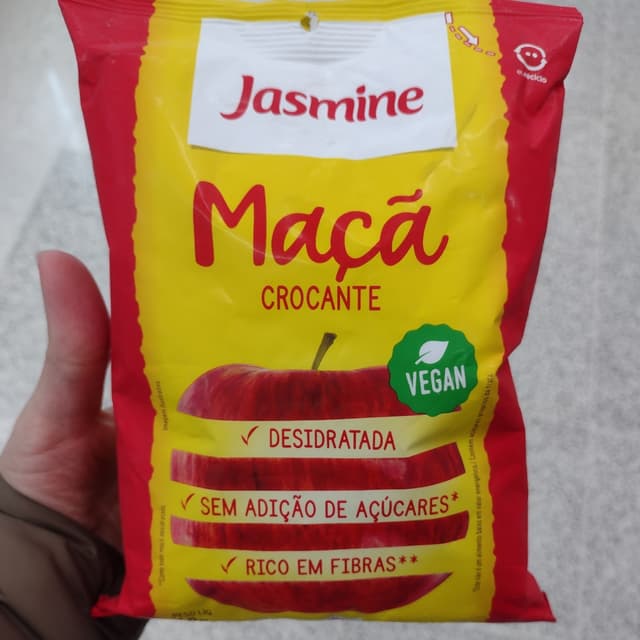 Jasmine
Maçã
CROCANTE
VEGAN
✓ DESIDRATADA
✓ SEM ADIÇÃO DE AÇÚCARES*
✓ RICO EM FIBRAS**